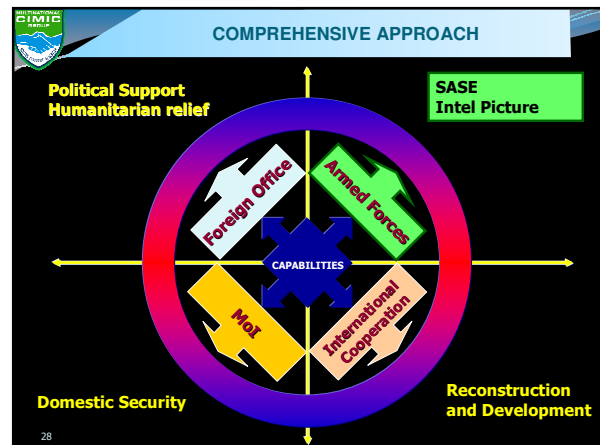 MULTINATIONAL
CIMIC
GROUP
COMPREHENSIVE APPROACH
Political Support
Humanitarian relief
SASE
Intel Picture
Foreign Office
Armed Forces
CAPABILITIES
MoI
International
Cooperation
Domestic Security
Reconstruction
and Development
28